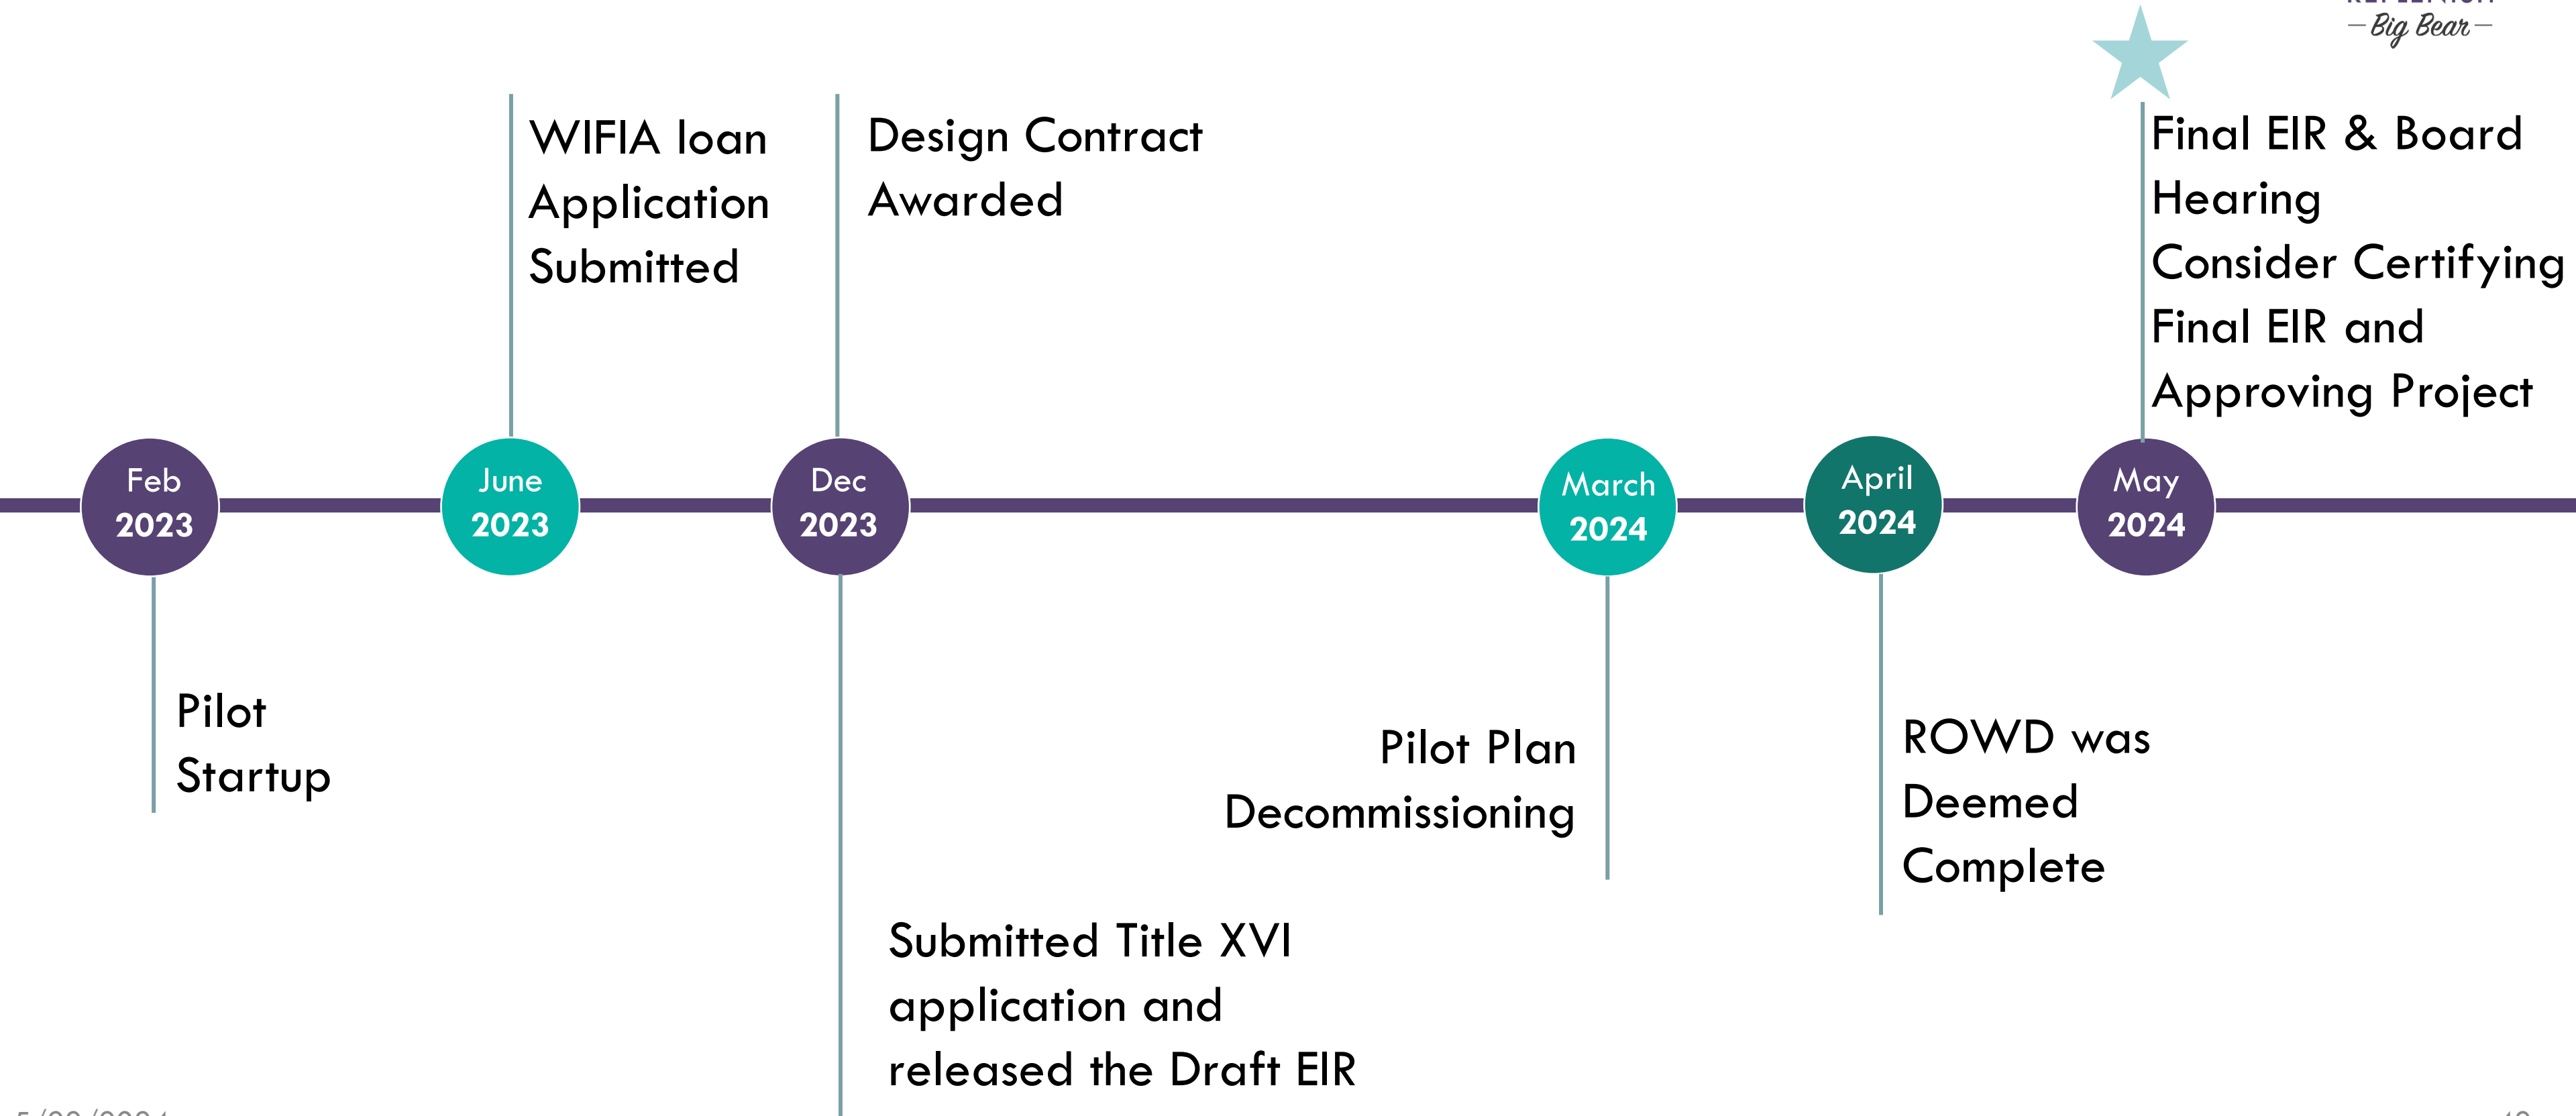 — Big Bear —
WIFIA loan
Application
Submitted
Design Contract
Awarded
Final EIR & Board
Hearing
Consider Certifying
Final EIR and
Approving Project
Feb
2023
June
2023
Dec
2023
March
2024
April
2024
May
2024
Pilot
Startup
Pilot Plan
Decommissioning
ROWD was
Deemed
Complete
Submitted Title XVI
application and
released the Draft EIR